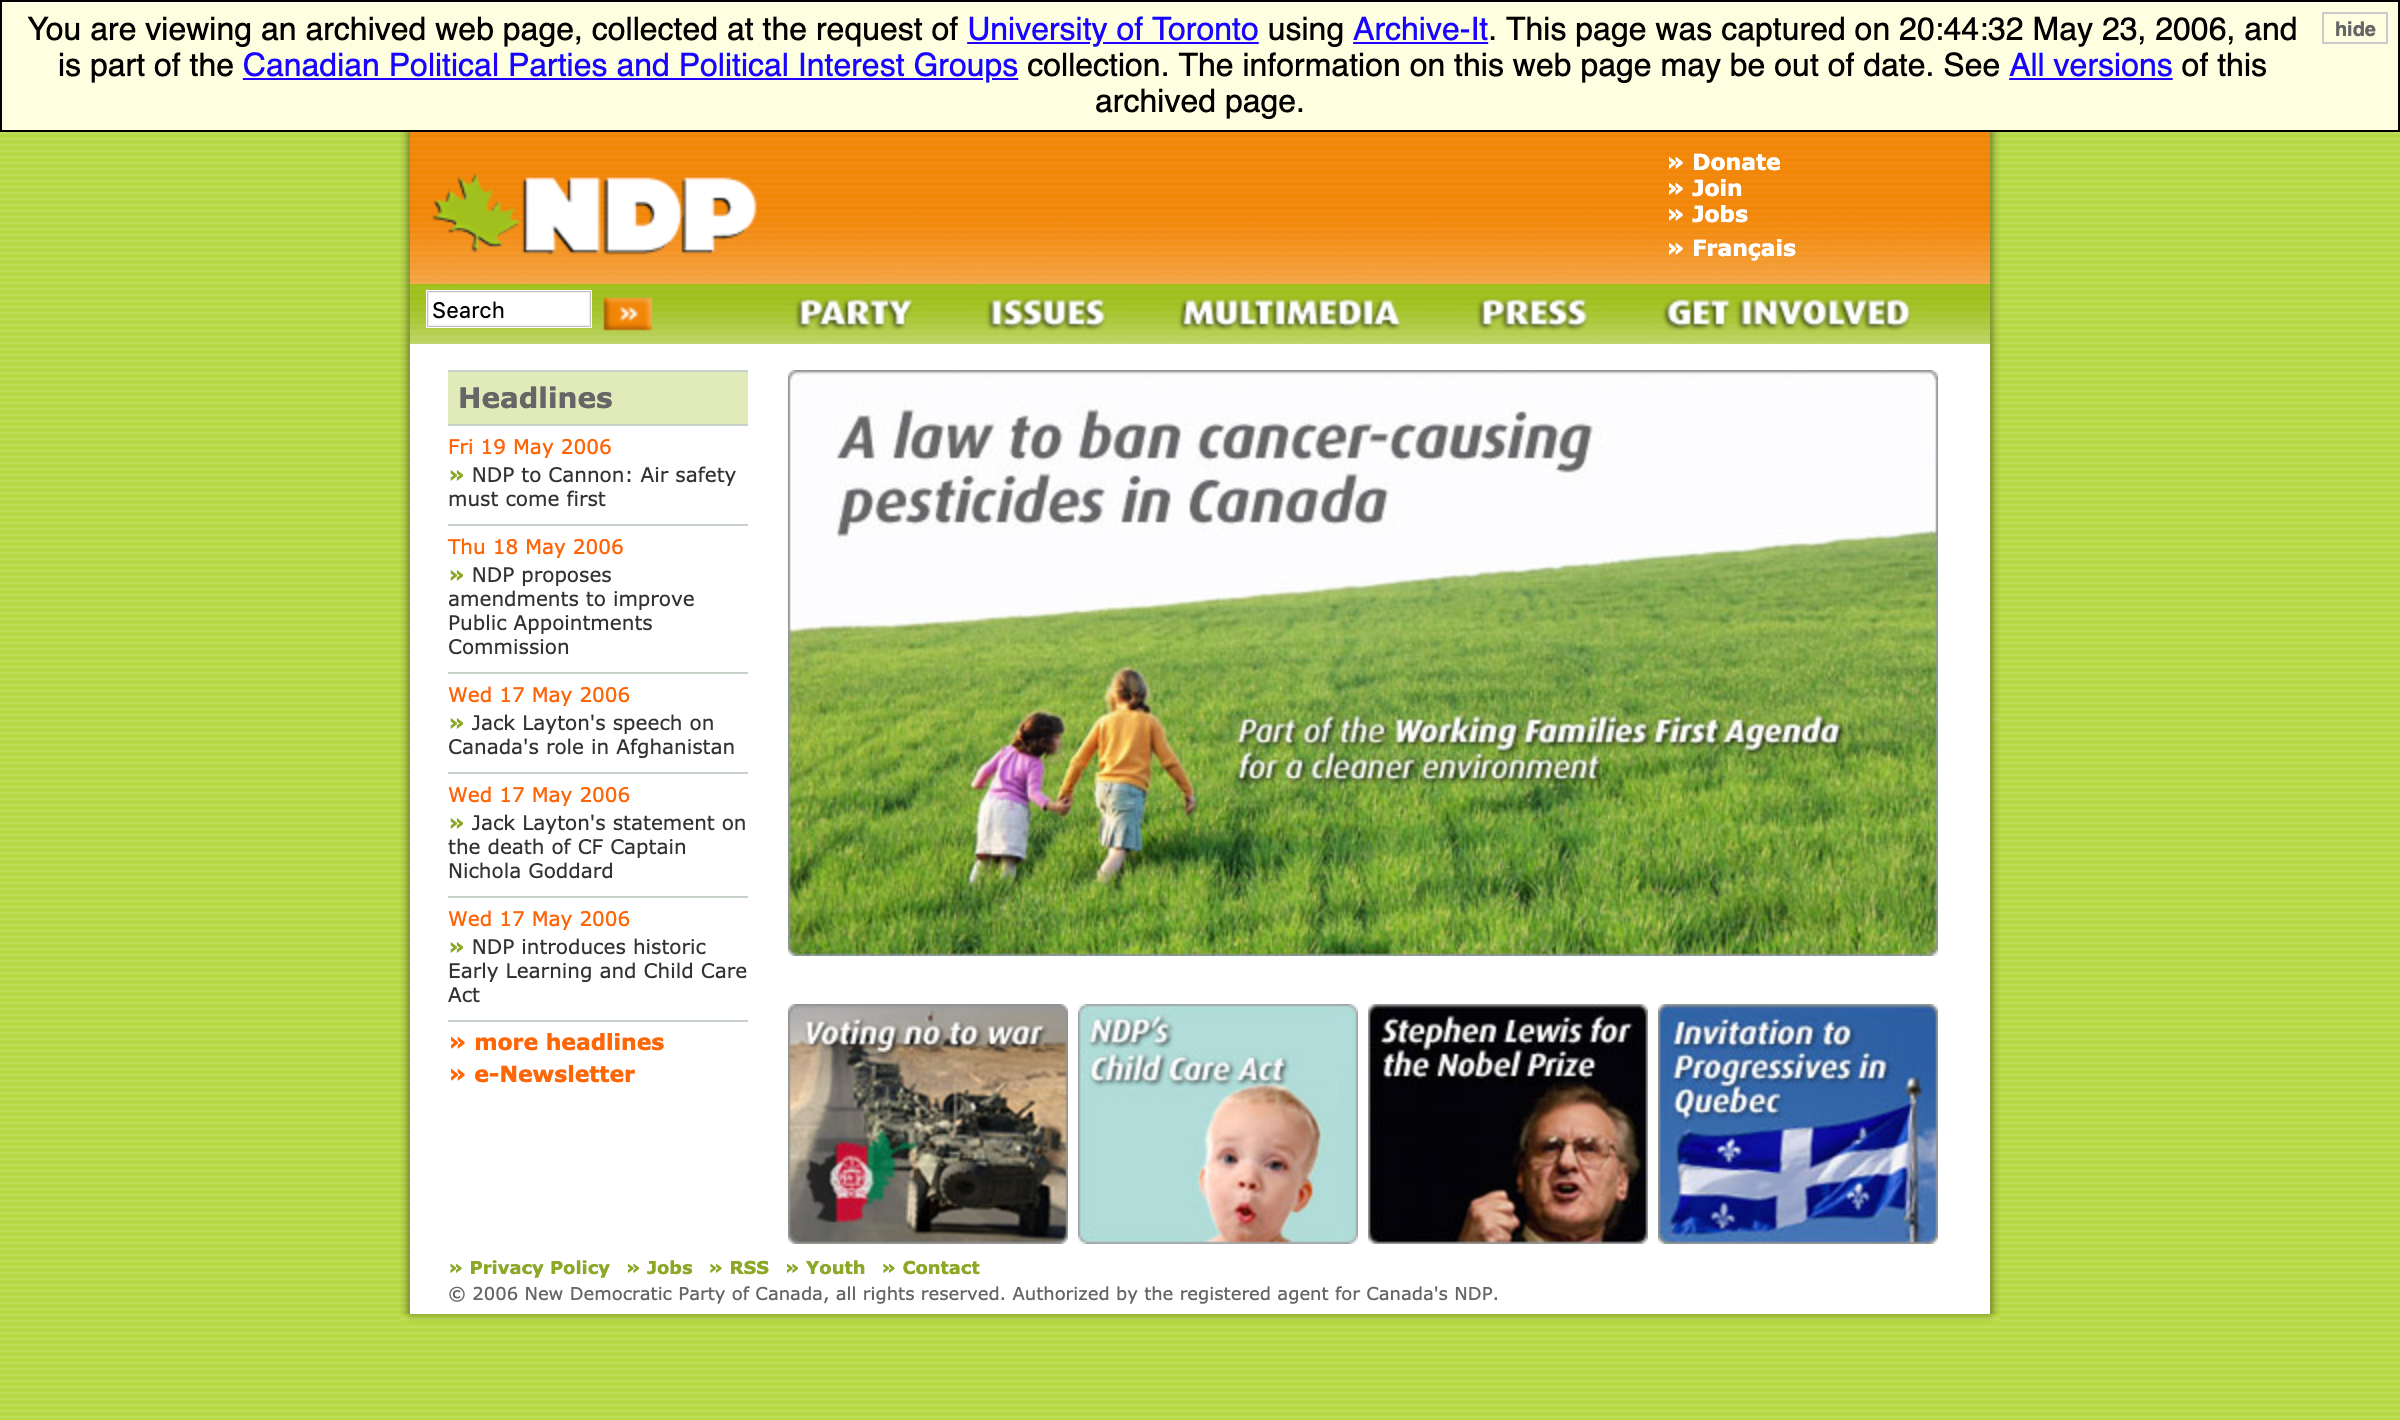 You are viewing an archived web page, collected at the request of University of Toronto using Archive-It. This page was captured on 20:44:32 May 23, 2006, and
is part of the Canadian Political Parties and Political Interest Groups collection. The information on this web page may be out of date. See All versions of this
archived page.
hide
NDP
» Donate
» Join
» Jobs
» Français
Search
»
PARTY
ISSUES
MULTIMEDIA
PRESS
GET INVOLVED
Headlines
Fri 19 May 2006
» NDP to Cannon: Air safety
must come first
Thu 18 May 2006
» NDP proposes
amendments to improve
Public Appointments
Commission
Wed 17 May 2006
» Jack Layton's speech on
Canada's role in Afghanistan
Wed 17 May 2006
» Jack Layton's statement on
the death of CF Captain
Nichola Goddard
Wed 17 May 2006
» NDP introduces historic
Early Learning and Child Care
Act
» more headlines
» e-Newsletter
A law to ban cancer-causing
pesticides in Canada
Part of the Working Families First Agenda
for a cleaner environment
Voting no to war
NDP's
Child Care Act
Stephen Lewis for
the Nobel Prize
Invitation to
Progressives in
Quebec
» Privacy Policy » Jobs » RSS » Youth » Contact
© 2006 New Democratic Party of Canada, all rights reserved. Authorized by the registered agent for Canada's NDP.